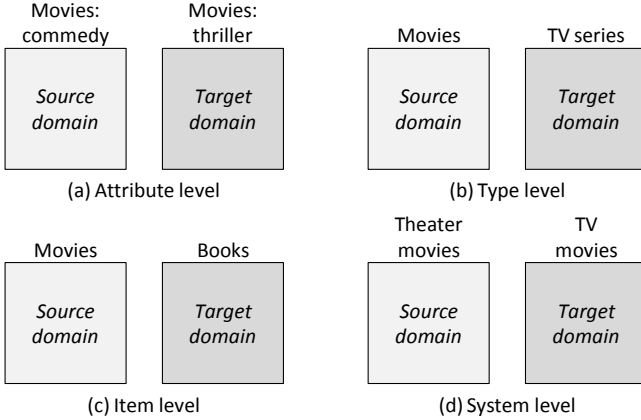 Movies:
commedy
Movies:
thriller
Source
domain
Target
domain
(a) Attribute level
Movies
TV series
Source
domain
Target
domain
(b) Type level
Movies
Books
Source
domain
Target
domain
(c) Item level
Theater
movies
TV
movies
Source
domain
Target
domain
(d) System level